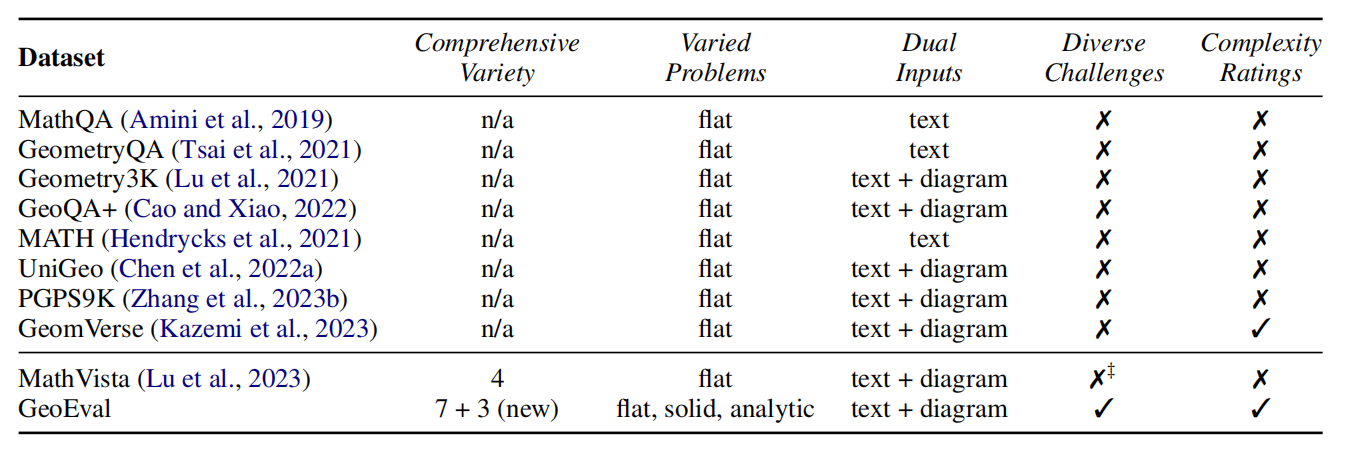 Dataset Comprehensive Variety Varied Problems Dual Inputs Diverse Challenges Complexity Ratings
MathQA (Amini et al., 2019) n/a flat text ✗ ✗
GeometryQA (Tsai et al., 2021) n/a flat text ✗ ✗
Geometry3K (Lu et al., 2021) n/a flat text + diagram ✗ ✗
GeoQA+ (Cao and Xiao, 2022) n/a flat text + diagram ✗ ✗
MATH (Hendrycks et al., 2021) n/a flat text ✗ ✗
UniGeo (Chen et al., 2022a) n/a flat text + diagram ✗ ✗
PGPS9K (Zhang et al., 2023b) n/a flat text + diagram ✗ ✗
GeomVerse (Kazemi et al., 2023) n/a flat text + diagram ✗ ✓
MathVista (Lu et al., 2023) 4 flat text + diagram ✗‡ ✗
GeoEval 7 + 3 (new) flat, solid, analytic text + diagram ✓ ✓